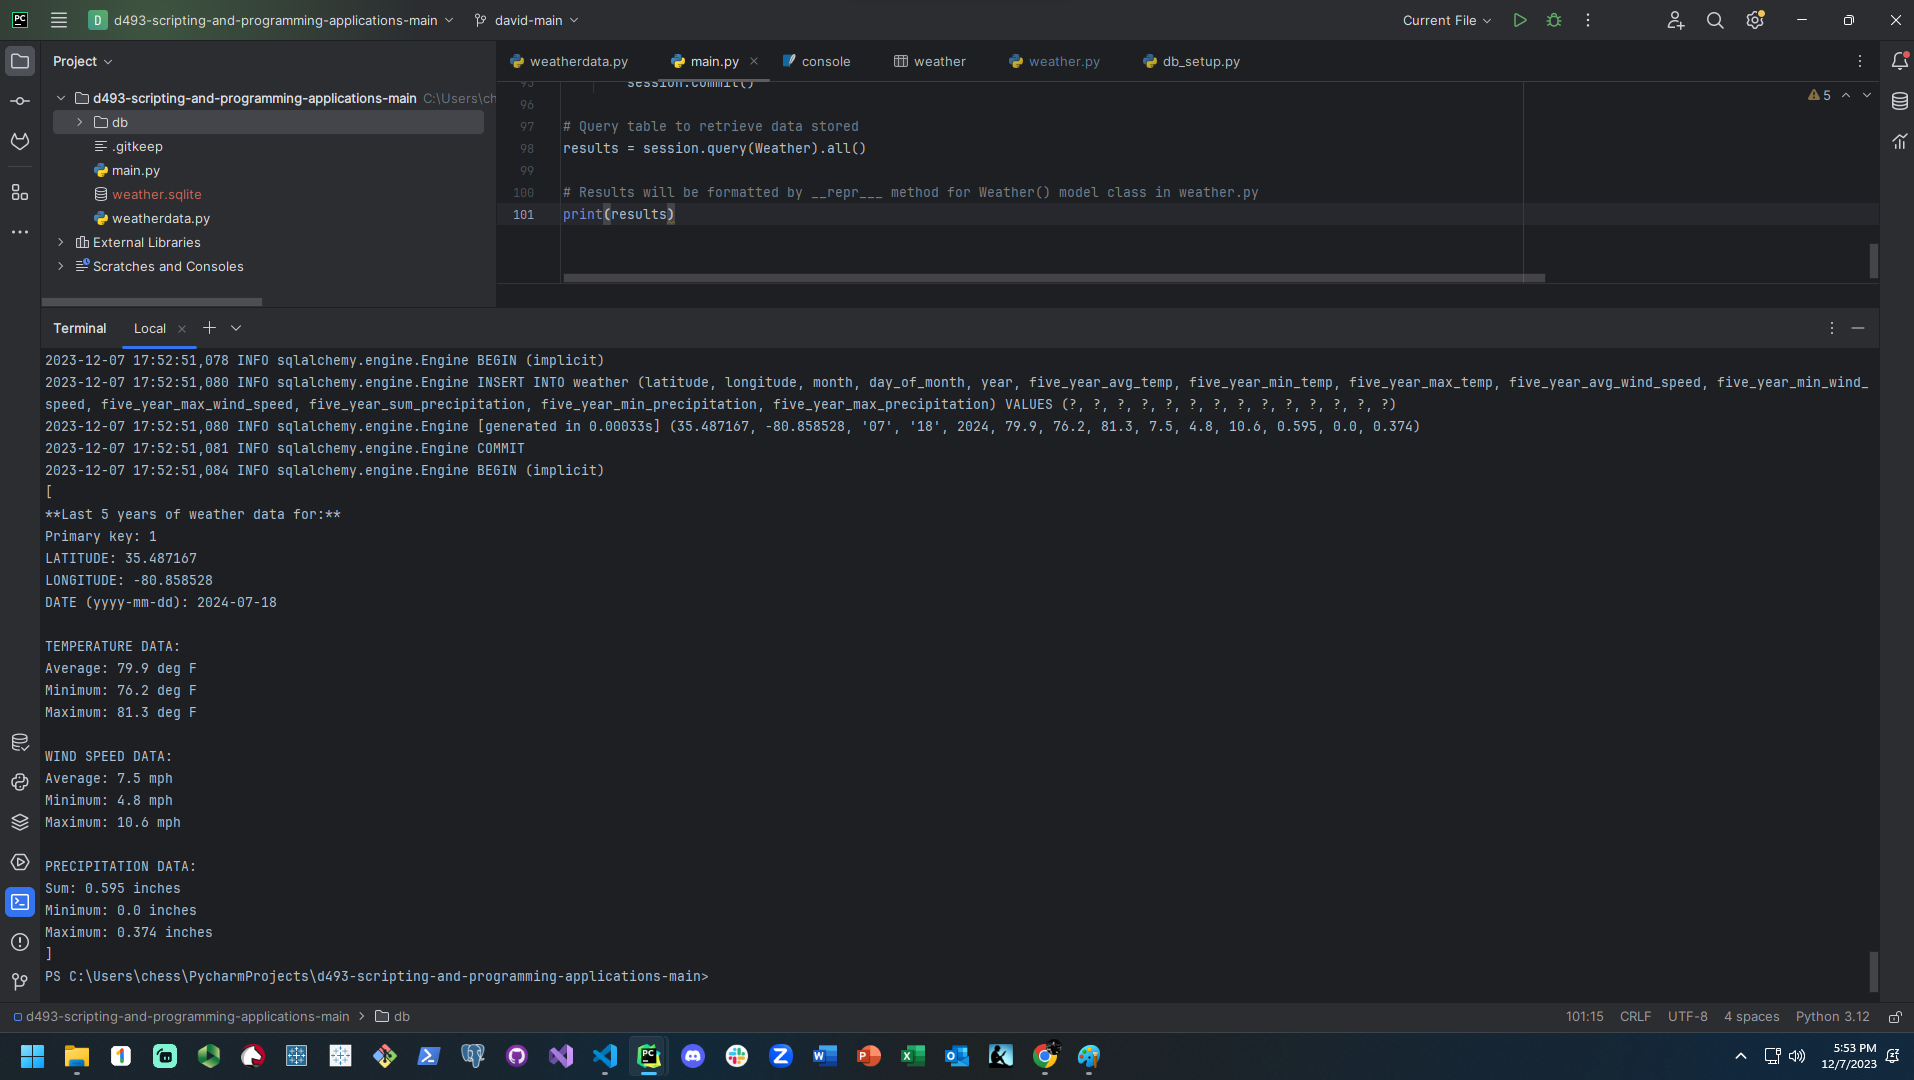 d493-scripting-and-programming-applications-main
david-main
Current File
Project
weatherdata.py
main.py
console
weather
weather.py
db_setup.py
d493-scripting-and-programming-applications-main C:\Users\ch
db
.gitkeep
main.py
weather.sqlite
weatherdata.py
External Libraries
Scratches and Consoles
95 session.commit()
96
97 # Query table to retrieve data stored
98 results = session.query(Weather).all()
99
100 # Results will be formatted by __repr___ method for Weather() model class in weather.py
101 print(results)
5
Terminal
Local
2023-12-07 17:52:51,078 INFO sqlalchemy.engine.Engine BEGIN (implicit)
2023-12-07 17:52:51,080 INFO sqlalchemy.engine.Engine INSERT INTO weather (latitude, longitude, month, day_of_month, year, five_year_avg_temp, five_year_min_temp, five_year_max_temp, five_year_avg_wind_speed, five_year_min_wind_
speed, five_year_max_wind_speed, five_year_sum_precipitation, five_year_min_precipitation, five_year_max_precipitation) VALUES (?, ?, ?, ?, ?, ?, ?, ?, ?, ?, ?, ?, ?, ?)
2023-12-07 17:52:51,080 INFO sqlalchemy.engine.Engine [generated in 0.00033s] (35.487167, -80.858528, '07', '18', 2024, 79.9, 76.2, 81.3, 7.5, 4.8, 10.6, 0.595, 0.0, 0.374)
2023-12-07 17:52:51,081 INFO sqlalchemy.engine.Engine COMMIT
2023-12-07 17:52:51,084 INFO sqlalchemy.engine.Engine BEGIN (implicit)
[
**Last 5 years of weather data for:**
Primary key: 1
LATITUDE: 35.487167
LONGITUDE: -80.858528
DATE (yyyy-mm-dd): 2024-07-18
TEMPERATURE DATA:
Average: 79.9 deg F
Minimum: 76.2 deg F
Maximum: 81.3 deg F
WIND SPEED DATA:
Average: 7.5 mph
Minimum: 4.8 mph
Maximum: 10.6 mph
PRECIPITATION DATA:
Sum: 0.595 inches
Minimum: 0.0 inches
Maximum: 0.374 inches
]
PS C:\Users\chess\PycharmProjects\d493-scripting-and-programming-applications-main>
d493-scripting-and-programming-applications-main > db
101:15 CRLF UTF-8 4 spaces Python 3.12
5:53 PM
12/7/2023